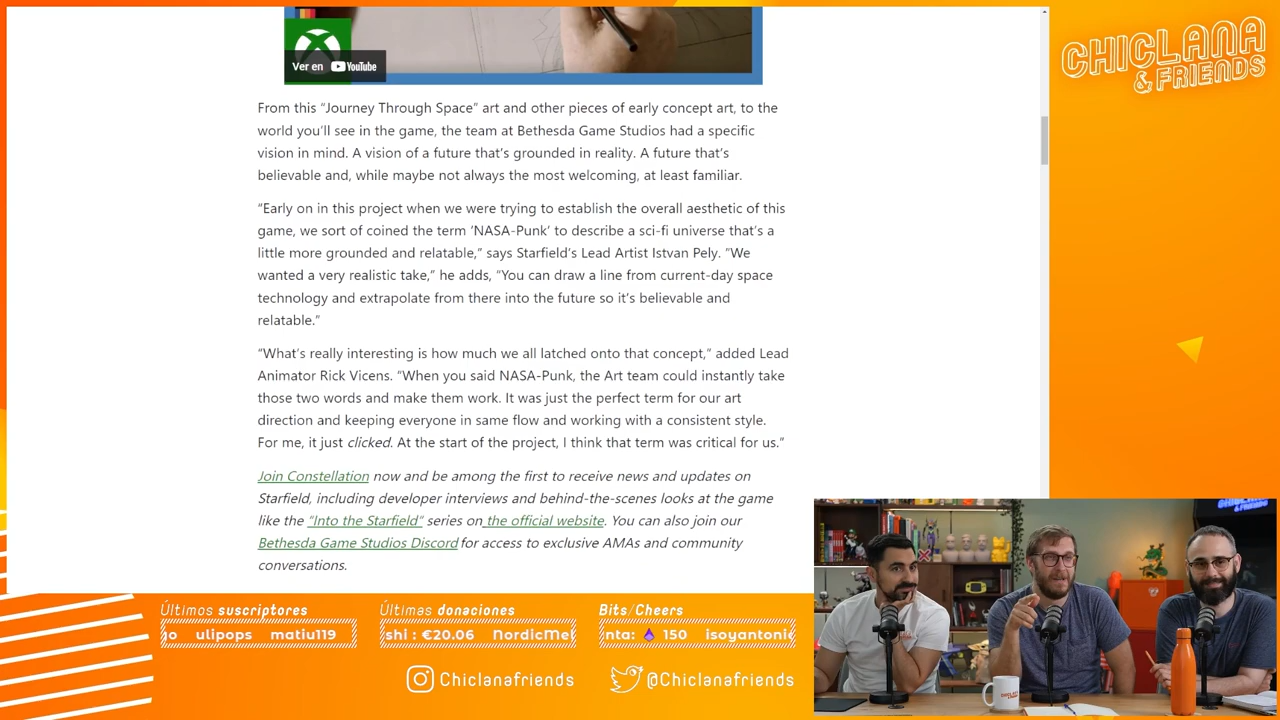 Ver en YouTube
CHICLANA
& FRIENDS
From this “Journey Through Space” art and other pieces of early concept art, to the
world you’ll see in the game, the team at Bethesda Game Studios had a specific
vision in mind. A vision of a future that’s grounded in reality. A future that’s
believable and, while maybe not always the most welcoming, at least familiar.
“Early on in this project when we were trying to establish the overall aesthetic of this
game, we sort of coined the term ‘NASA-Punk’ to describe a sci-fi universe that’s a
little more grounded and relatable,” says Starfield’s Lead Artist Istvan Pely. “We
wanted a very realistic take,” he adds, “You can draw a line from current-day space
technology and extrapolate from there into the future so it’s believable and
relatable.”
“What’s really interesting is how much we all latched onto that concept,” added Lead
Animator Rick Vicens. “When you said NASA-Punk, the Art team could instantly take
those two words and make them work. It was just the perfect term for our art
direction and keeping everyone in same flow and working with a consistent style.
For me, it just clicked. At the start of the project, I think that term was critical for us.”
Join Constellation now and be among the first to receive news and updates on
Starfield, including developer interviews and behind-the-scenes looks at the game
like the “Into the Starfield” series on the official website. You can also join our
Bethesda Game Studios Discord for access to exclusive AMAs and community
conversations.
Últimos suscriptores
jo ulipops matiu119
Últimas donaciones
shi : €20.06 NordicMe
Bits/Cheers
nta: 150 isoyantonio
Chiclanafriends
@Chiclanafriends
& FRIENDS